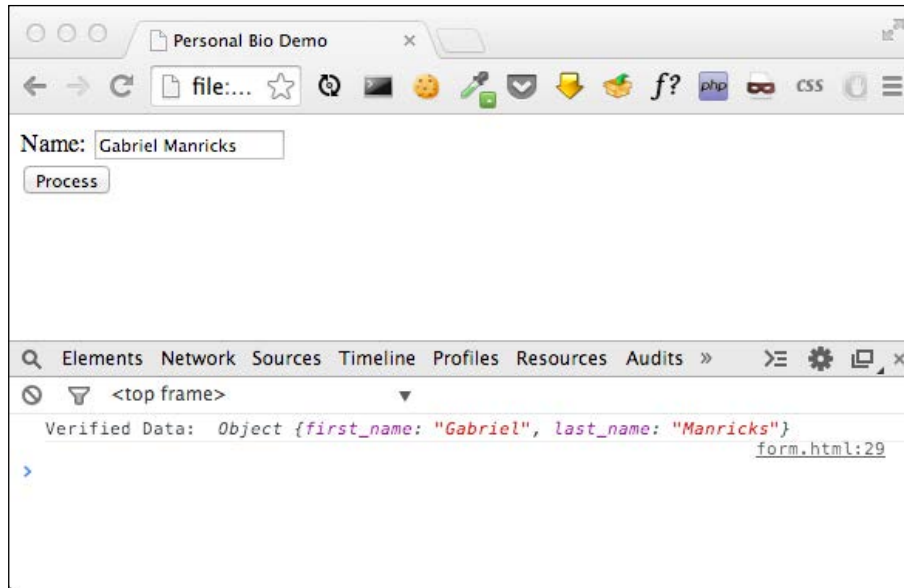 Personal Bio Demo
file:...
f? php CSS
Name: Gabriel Manricks
Process
Elements Network Sources Timeline Profiles Resources Audits »
<top frame>
Verified Data: Object {first_name: "Gabriel", last_name: "Manricks"}
form.html:29